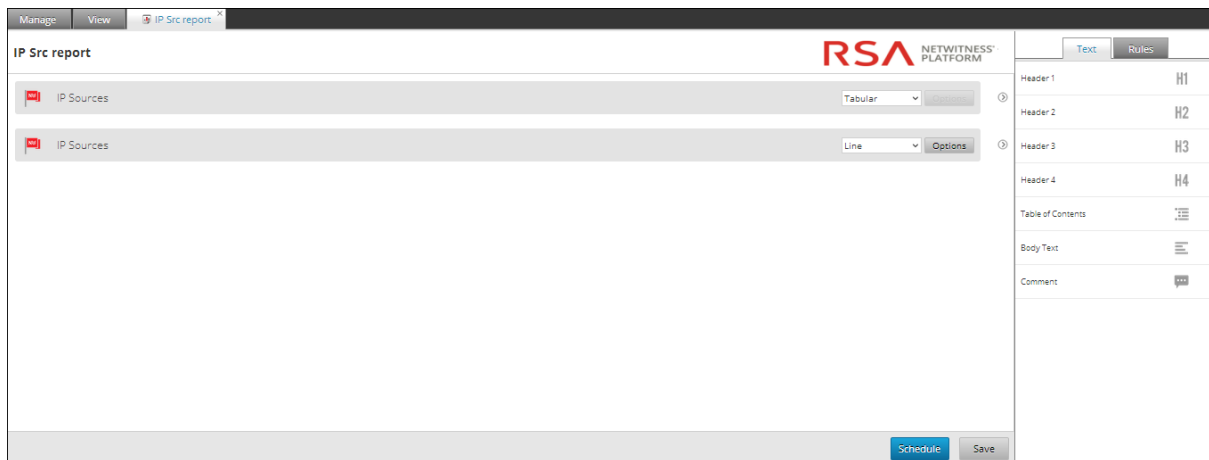 Manage View IP Src report ×
IP Src report
RSA NETWITNESS® PLATFORM
IP Sources Tabular Options
IP Sources Line Options
Schedule Save
Text Rules
Header 1 H1
Header 2 H2
Header 3 H3
Header 4 H4
Table of Contents
Body Text
Comment